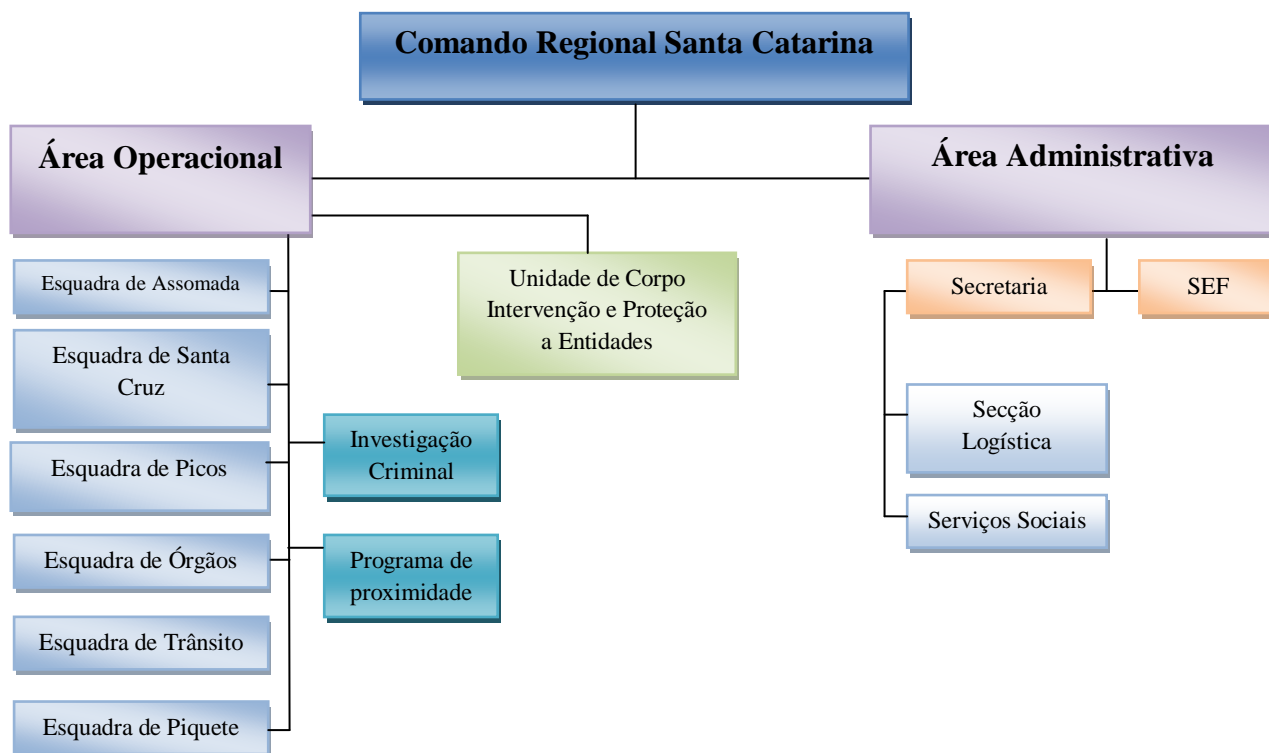 Comando Regional Santa Catarina
Área Operacional
Área Administrativa
Esquadra de Assomada
Esquadra de Santa
Cruz
Esquadra de Picos
Esquadra de Órgãos
Esquadra de Trânsito
Esquadra de Piquete
Unidade de Corpo
Intervenção e Proteção
a Entidades
Investigação
Criminal
Programa de
proximidade
Secretaria
SEF
Secção
Logística
Serviços Sociais